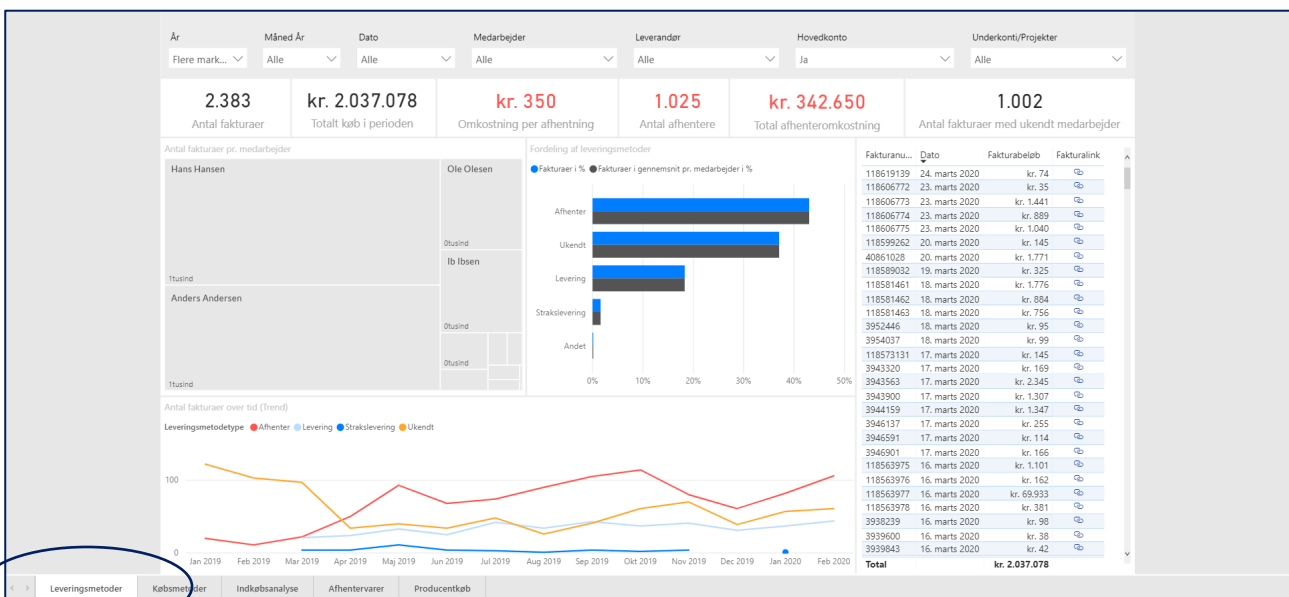 År Måned År Dato Medarbejder Leverandør Hovedkonto Underkonti/Projekter
Flere mark... Alle Alle Alle Alle Ja Alle
2.383 kr. 2.037.078 kr. 350 1.025 kr. 342.650 1.002
Antal fakturaer Totalt køb i perioden Omkostning per afhentning Antal afhentere Total afhenteromkostning Antal fakturaer med ukendt medarbejder
Antal fakturaer pr. medarbejder
Hans Hansen
1tusind
Anders Andersen
1tusind
Ole Olesen
0tusind
Ib Ibsen
0tusind
0tusind
Fordeling af leveringsmetoder
Fakturaer i % Fakturaer i gennemsnit pr. medarbejder i %
Afhenter
Ukendt
Levering
Strakslevering
Andet
0% 10% 20% 30% 40% 50%
Fakturanu... Dato Fakturabeløb Fakturalink
118619139 24. marts 2020 kr. 74
118606772 23. marts 2020 kr. 35
118606773 23. marts 2020 kr. 1.441
118606774 23. marts 2020 kr. 889
118606775 23. marts 2020 kr. 1.040
118599262 20. marts 2020 kr. 145
40861028 20. marts 2020 kr. 1.771
118589032 19. marts 2020 kr. 325
118581461 18. marts 2020 kr. 1.776
118581462 18. marts 2020 kr. 884
118581463 18. marts 2020 kr. 756
3952446 18. marts 2020 kr. 95
3954037 18. marts 2020 kr. 99
118573131 17. marts 2020 kr. 145
3943320 17. marts 2020 kr. 169
3943563 17. marts 2020 kr. 2.345
3943900 17. marts 2020 kr. 1.307
3944159 17. marts 2020 kr. 1.347
3946137 17. marts 2020 kr. 255
3946591 17. marts 2020 kr. 114
3946901 17. marts 2020 kr. 166
118563975 16. marts 2020 kr. 1.101
118563976 16. marts 2020 kr. 162
118563977 16. marts 2020 kr. 69.933
118563978 16. marts 2020 kr. 381
3938239 16. marts 2020 kr. 98
3939600 16. marts 2020 kr. 38
3939843 16. marts 2020 kr. 42
Total kr. 2.037.078
Antal fakturaer over tid (Trend)
Leveringsmetodetype Afhenter Levering Strakslevering Ukendt
100
0
Jan 2019 Feb 2019 Mar 2019 Apr 2019 Maj 2019 Jun 2019 Jul 2019 Aug 2019 Sep 2019 Okt 2019 Nov 2019 Dec 2019 Jan 2020 Feb 2020
Leveringsmetoder Købsmetoder Indkøbsanalyse Afhentervarer Producentkøb